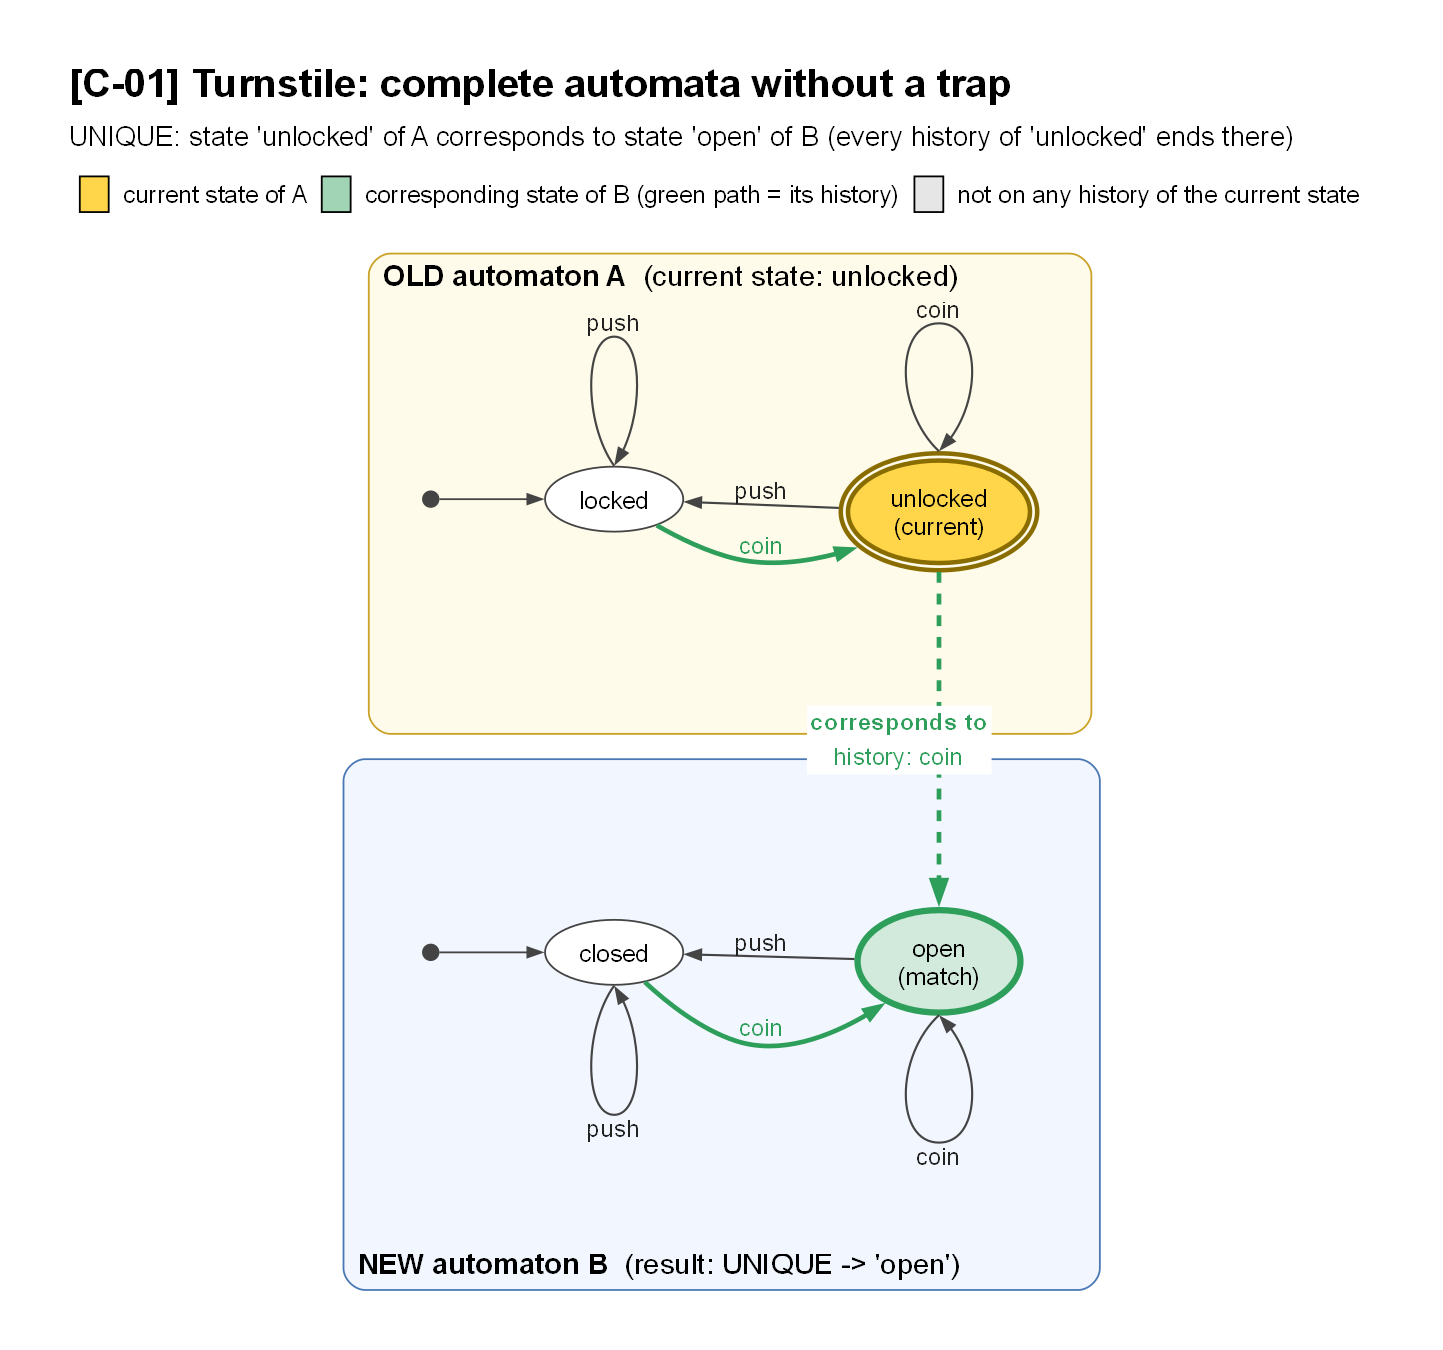 [C-01] Turnstile: complete automata without a trap
UNIQUE: state 'unlocked' of A corresponds to state 'open' of B (every history of 'unlocked' ends there)
current state of A
corresponding state of B (green path = its history)
not on any history of the current state
OLD automaton A (current state: unlocked)
push
coin
locked
push
unlocked
(current)
coin
corresponds to
history: coin
closed
push
open
(match)
coin
push
coin
NEW automaton B (result: UNIQUE -> 'open')